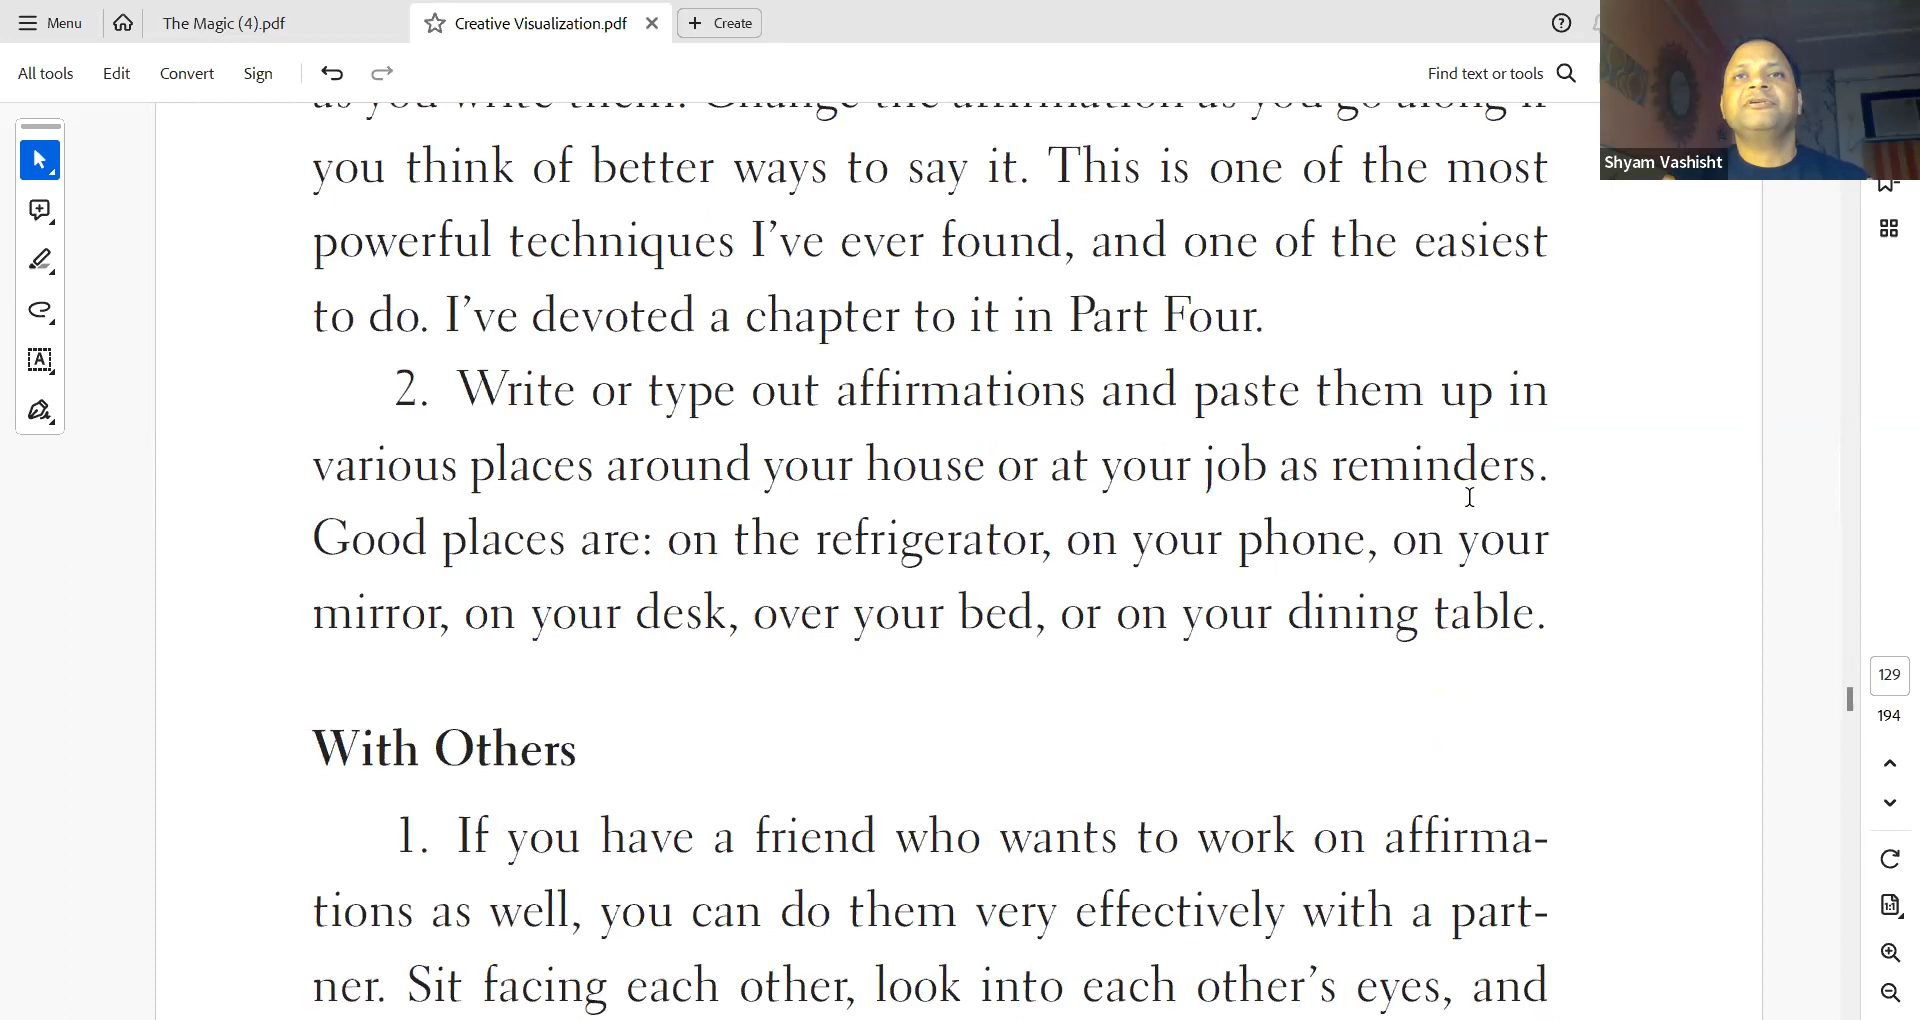 Menu
The Magic (4).pdf
Creative Visualization.pdf
Create
All tools
Edit
Convert
Sign
Find text or tools
Shyam Vashisht
as you write them. Change the affirmation as you go along if
you think of better ways to say it. This is one of the most
powerful techniques I’ve ever found, and one of the easiest
to do. I’ve devoted a chapter to it in Part Four.
2. Write or type out affirmations and paste them up in
various places around your house or at your job as reminders.
Good places are: on the refrigerator, on your phone, on your
mirror, on your desk, over your bed, or on your dining table.
With Others
1. If you have a friend who wants to work on affirma-
tions as well, you can do them very effectively with a part-
ner. Sit facing each other, look into each other’s eyes, and
129
194